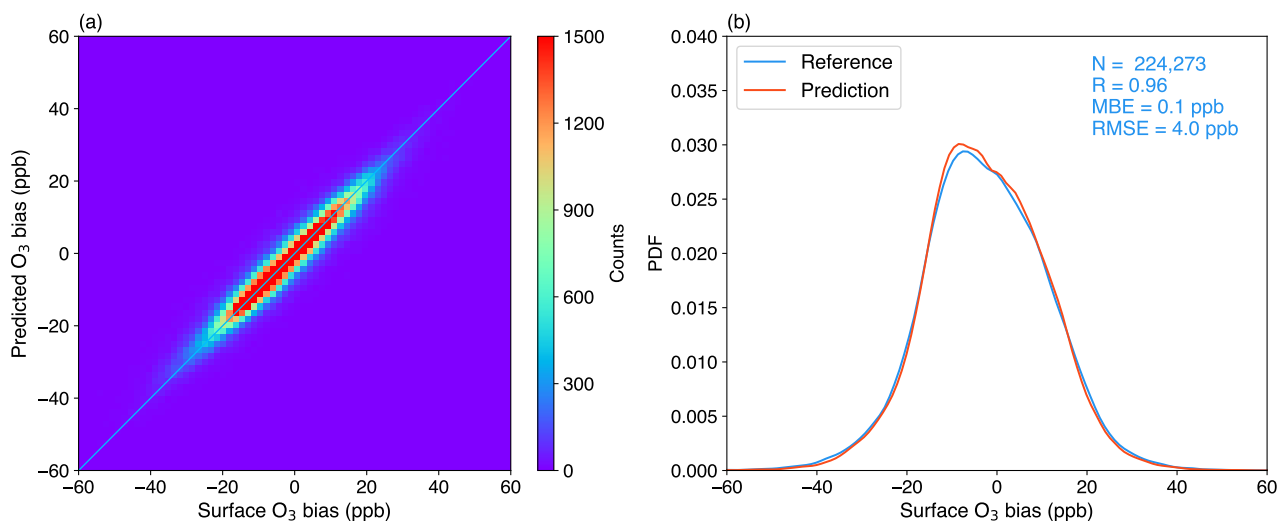 (a)
60
40
20
0
−20
−40
−60
−60
−40
−20
0
20
40
60
Predicted O₃ bias (ppb)
Surface O₃ bias (ppb)
1500
1200
900
600
300
0
Counts
(b)
0.040
0.035
0.030
0.025
0.020
0.015
0.010
0.005
0.000
−60
−40
−20
0
20
40
60
PDF
Surface O₃ bias (ppb)
Reference
Prediction
N = 224,273
R = 0.96
MBE = 0.1 ppb
RMSE = 4.0 ppb